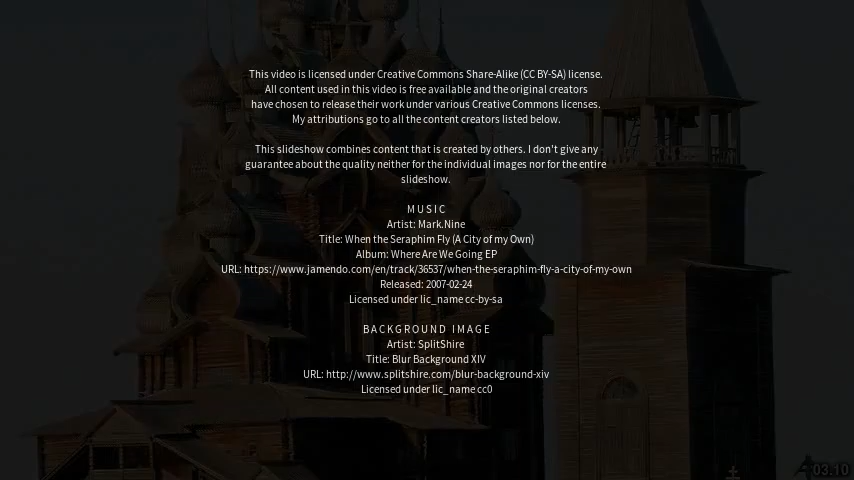 This video is licensed under Creative Commons Share-Alike (CC BY-SA) license.
All content used in this video is free available and the original creators
have chosen to release their work under various Creative Commons licenses.
My attributions go to all the content creators listed below.
This slideshow combines content that is created by others. I don't give any
guarantee about the quality neither for the individual images nor for the entire
slideshow.
MUSIC
Artist: Mark.Nine
Title: When the Seraphim Fly (A City of my Own)
Album: Where Are We Going EP
URL: https://www.jamendo.com/en/track/36537/when-the-seraphim-fly-a-city-of-my-own
Released: 2007-02-24
Licensed under lic_name cc-by-sa
BACKGROUND IMAGE
Artist: SplitShire
Title: Blur Background XIV
URL: http://www.splitshire.com/blur-background-xiv
Licensed under lic_name cc0
03.10